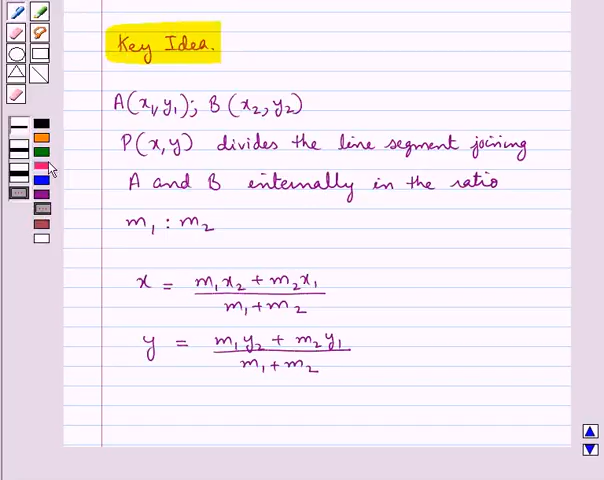 Key Idea.
A(x₁, y₁); B(x₂, y₂)
P(x, y) divides the line segment joining
A and B internally in the ratio
m₁ : m₂
x = (m₁x₂ + m₂x₁)/(m₁ + m₂)
y = (m₁y₂ + m₂y₁)/(m₁ + m₂)